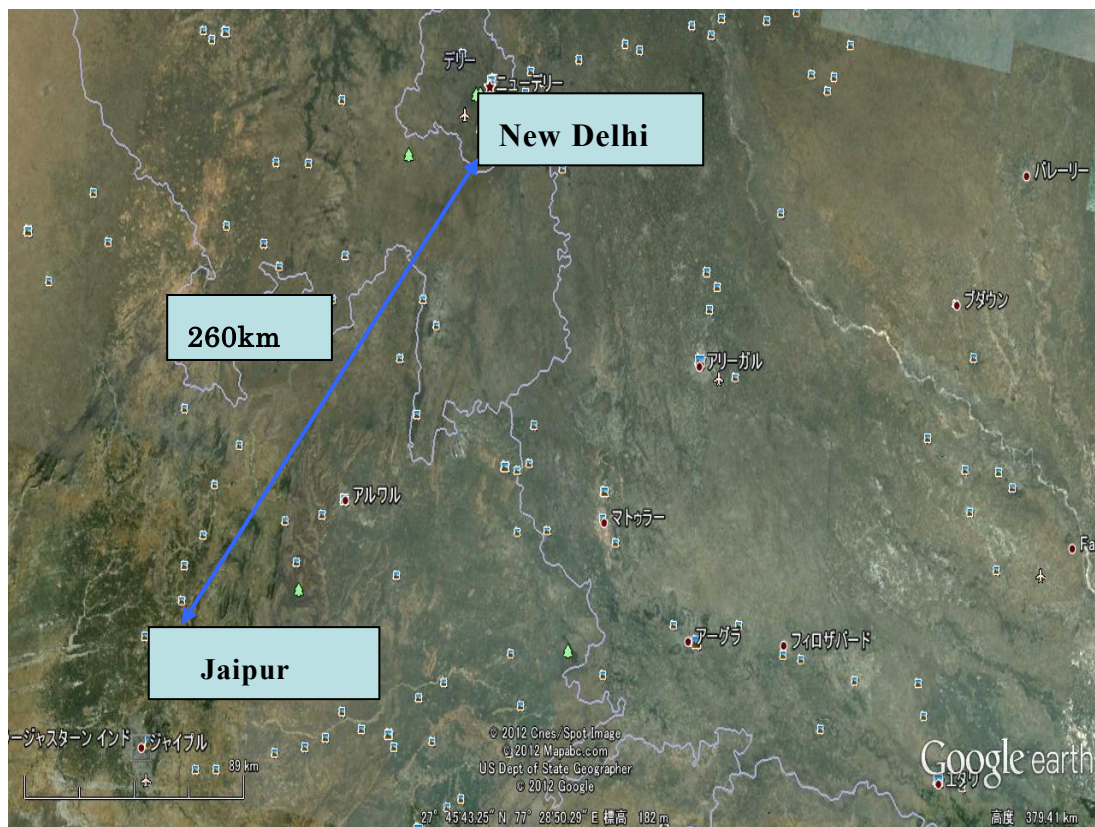 デリー
ニューデリー
New Delhi
バレーリー
260km
ブダウン
アリーガル
アルワル
マトゥラー
Fa
アーグラ
フィロザバード
Jaipur
ージャスターン インド
ジャイプル
89 km
© 2012 Cnes/Spot Image
© 2012 Mapabc.com
US Dept of State Geographer
© 2012 Google
Google earth
エタワ
27° 45'43.25" N 77° 28'50.29" E 標高 182 m
高度 379.41 km